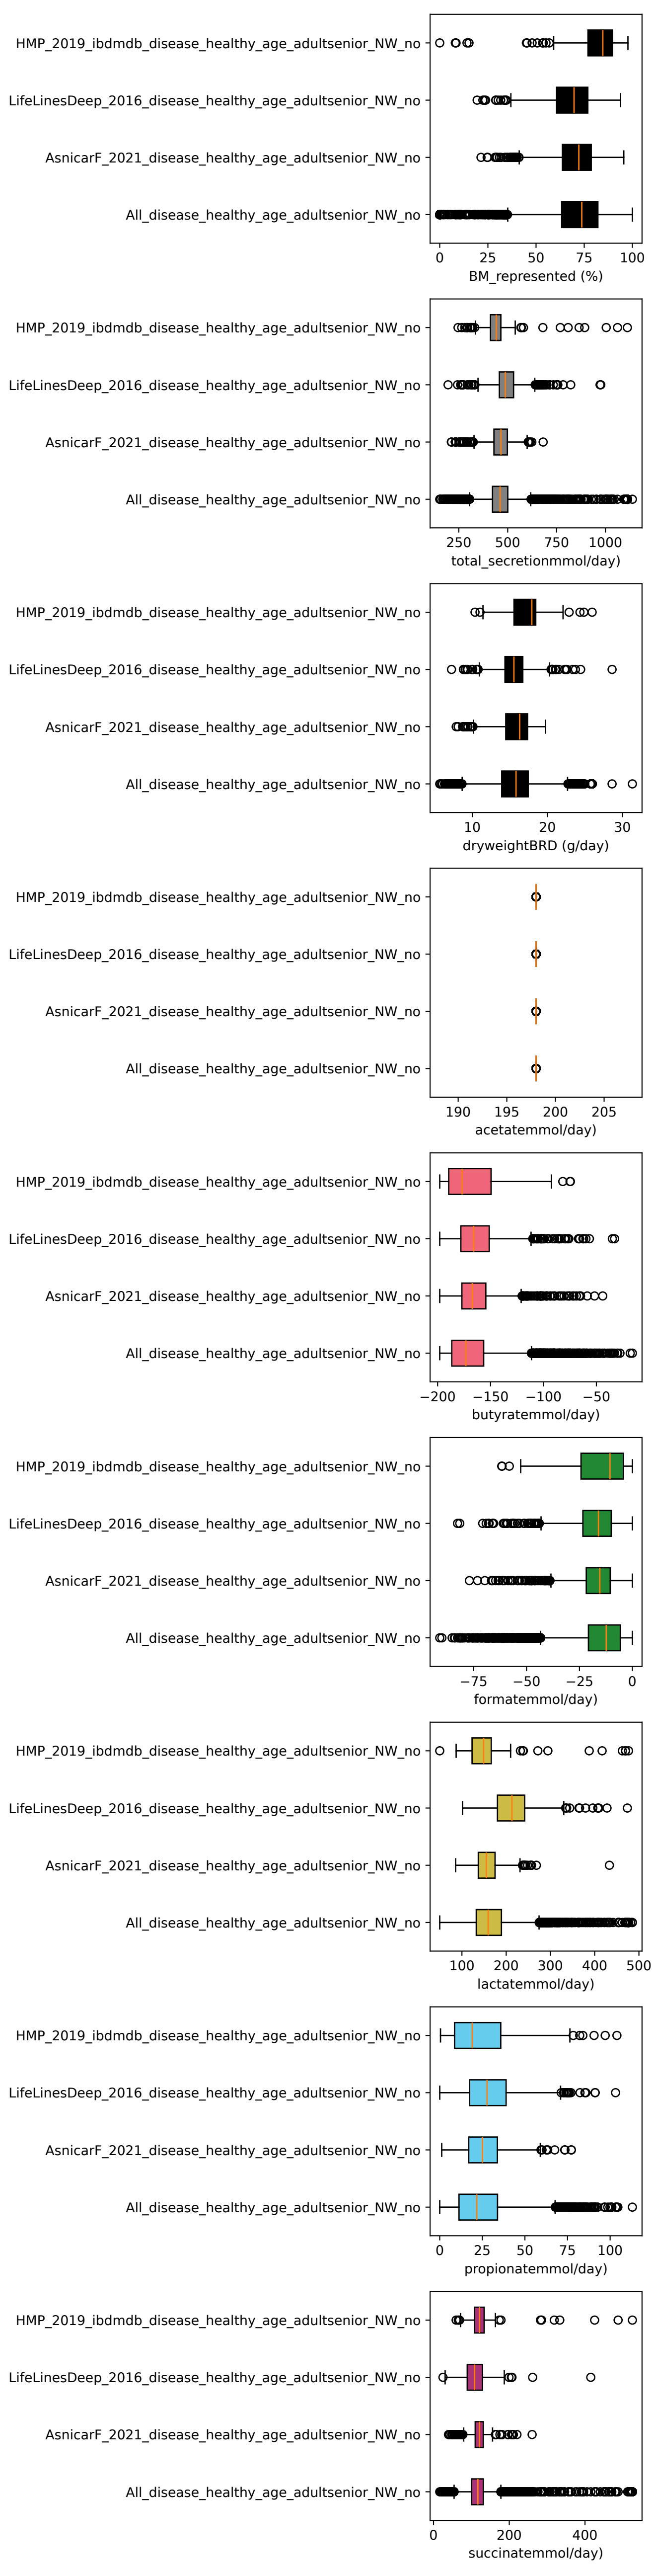 HMP_2019_ibdmdb_disease_healthy_age_adultsenior_NW_no
LifeLinesDeep_2016_disease_healthy_age_adultsenior_NW_no
AsnicarF_2021_disease_healthy_age_adultsenior_NW_no
All_disease_healthy_age_adultsenior_NW_no
0 25 50 75 100
BM_represented (%)
HMP_2019_ibdmdb_disease_healthy_age_adultsenior_NW_no
LifeLinesDeep_2016_disease_healthy_age_adultsenior_NW_no
AsnicarF_2021_disease_healthy_age_adultsenior_NW_no
All_disease_healthy_age_adultsenior_NW_no
250 500 750 1000
total_secretionmmol/day)
HMP_2019_ibdmdb_disease_healthy_age_adultsenior_NW_no
LifeLinesDeep_2016_disease_healthy_age_adultsenior_NW_no
AsnicarF_2021_disease_healthy_age_adultsenior_NW_no
All_disease_healthy_age_adultsenior_NW_no
10 20 30
dryweightBRD (g/day)
HMP_2019_ibdmdb_disease_healthy_age_adultsenior_NW_no
LifeLinesDeep_2016_disease_healthy_age_adultsenior_NW_no
AsnicarF_2021_disease_healthy_age_adultsenior_NW_no
All_disease_healthy_age_adultsenior_NW_no
190 195 200 205
acetatemmol/day)
HMP_2019_ibdmdb_disease_healthy_age_adultsenior_NW_no
LifeLinesDeep_2016_disease_healthy_age_adultsenior_NW_no
AsnicarF_2021_disease_healthy_age_adultsenior_NW_no
All_disease_healthy_age_adultsenior_NW_no
−200 −150 −100 −50
butyratemmol/day)
HMP_2019_ibdmdb_disease_healthy_age_adultsenior_NW_no
LifeLinesDeep_2016_disease_healthy_age_adultsenior_NW_no
AsnicarF_2021_disease_healthy_age_adultsenior_NW_no
All_disease_healthy_age_adultsenior_NW_no
−75 −50 −25 0
formatemmol/day)
HMP_2019_ibdmdb_disease_healthy_age_adultsenior_NW_no
LifeLinesDeep_2016_disease_healthy_age_adultsenior_NW_no
AsnicarF_2021_disease_healthy_age_adultsenior_NW_no
All_disease_healthy_age_adultsenior_NW_no
100 200 300 400 500
lactatemmol/day)
HMP_2019_ibdmdb_disease_healthy_age_adultsenior_NW_no
LifeLinesDeep_2016_disease_healthy_age_adultsenior_NW_no
AsnicarF_2021_disease_healthy_age_adultsenior_NW_no
All_disease_healthy_age_adultsenior_NW_no
0 25 50 75 100
propionatemmol/day)
HMP_2019_ibdmdb_disease_healthy_age_adultsenior_NW_no
LifeLinesDeep_2016_disease_healthy_age_adultsenior_NW_no
AsnicarF_2021_disease_healthy_age_adultsenior_NW_no
All_disease_healthy_age_adultsenior_NW_no
0 200 400
succinatemmol/day)